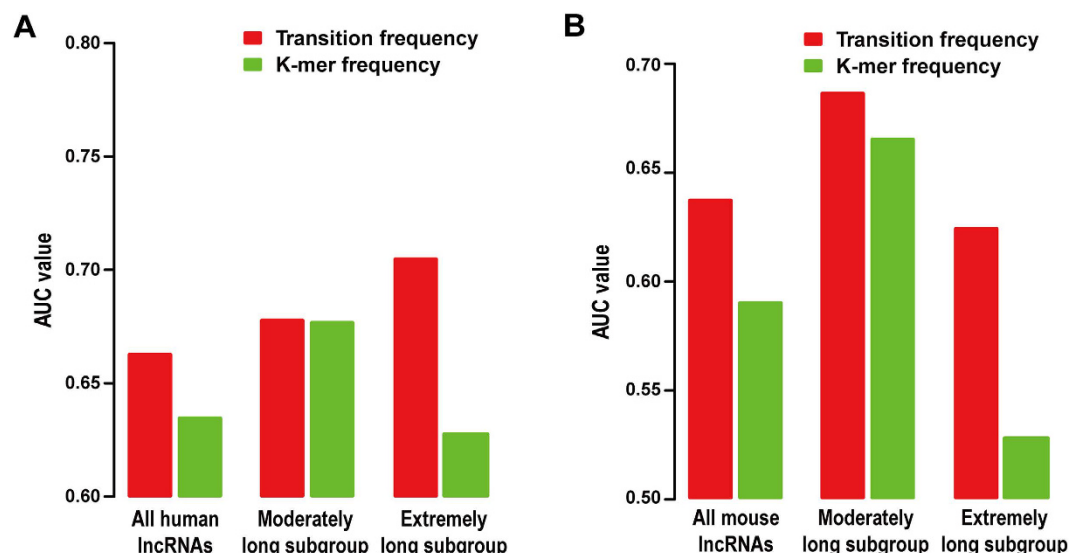 A
Transition frequency
K-mer frequency
AUC value
0.80
0.75
0.70
0.65
0.60
All human
lncRNAs
Moderately
long subgroup
Extremely
long subgroup
B
Transition frequency
K-mer frequency
AUC value
0.70
0.65
0.60
0.55
0.50
All mouse
lncRNAs
Moderately
long subgroup
Extremely
long subgroup